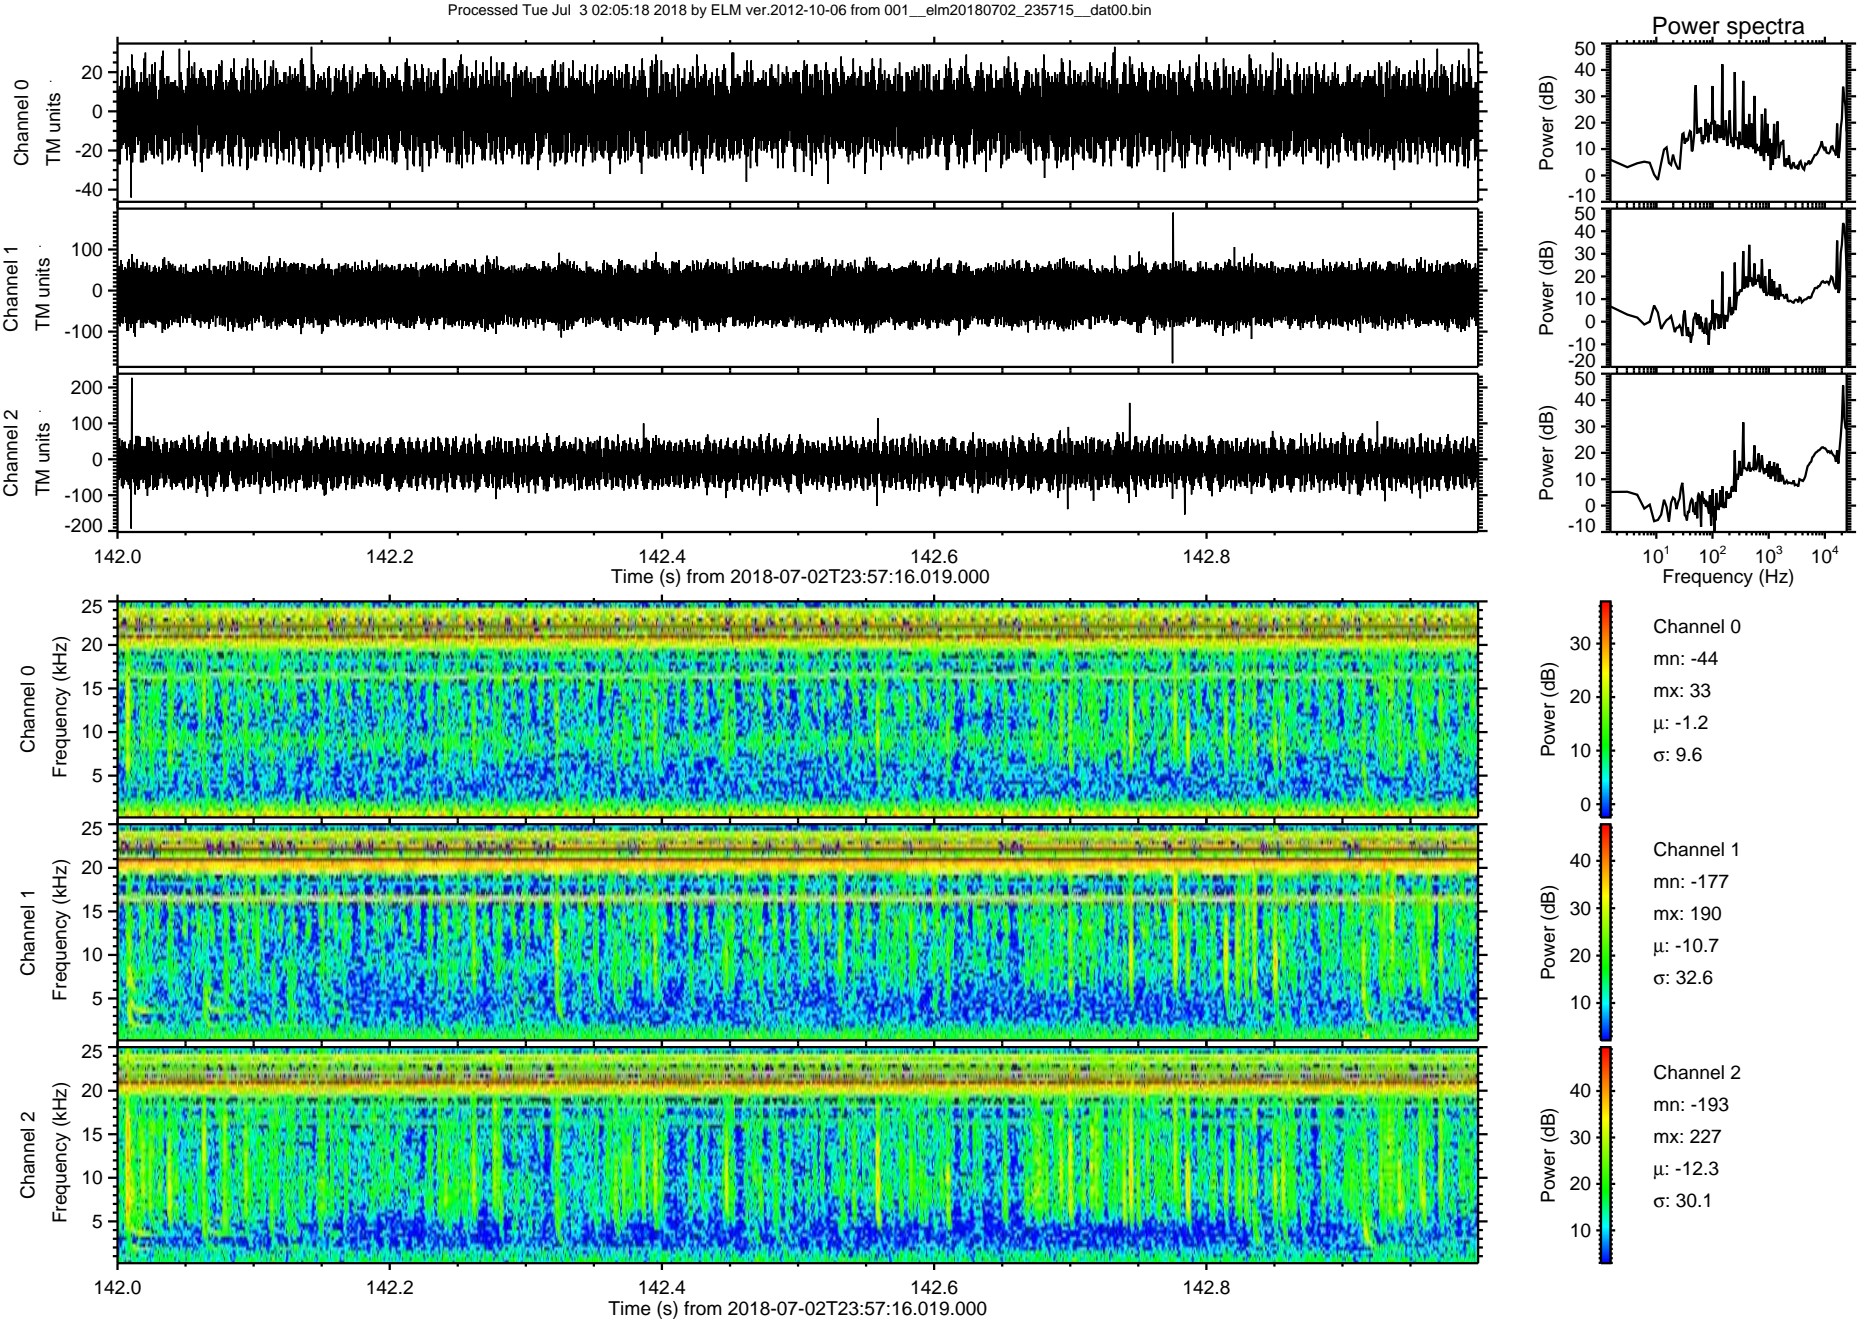 Processed Tue Jul  3 02:05:18 2018 by ELM ver.2012-10-06 from 001__elm20180702_235715__dat00.bin
Power spectra
Channel 0
TM units
20
0
-20
-40
Power (dB)
50
40
30
20
10
0
-10
Channel 1
TM units
100
0
-100
Power (dB)
50
40
30
20
10
0
-10
-20
Channel 2
TM units
200
100
0
-100
-200
Power (dB)
50
40
30
20
10
0
-10
142.0
142.2
142.4
142.6
142.8
Time (s) from 2018-07-02T23:57:16.019.000
10^1
10^2
10^3
10^4
Frequency (Hz)
Channel 0
Frequency (kHz)
25
20
15
10
5
Power (dB)
30
20
10
0
Channel 0
mn: -44
mx: 33
μ: -1.2
σ: 9.6
Channel 1
Frequency (kHz)
25
20
15
10
5
Power (dB)
40
30
20
10
Channel 1
mn: -177
mx: 190
μ: -10.7
σ: 32.6
Channel 2
Frequency (kHz)
25
20
15
10
5
Power (dB)
40
30
20
10
Channel 2
mn: -193
mx: 227
μ: -12.3
σ: 30.1
142.0
142.2
142.4
142.6
142.8
Time (s) from 2018-07-02T23:57:16.019.000